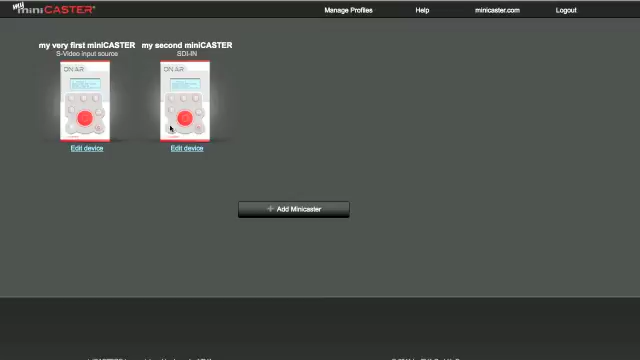 my miniCASTER
Manage Profiles
Help
minicaster.com
Logout
my very first miniCASTER
S-Video input source
my second miniCASTER
SDI-IN
ON AIR
ON AIR
Edit device
Edit device
+ Add Minicaster